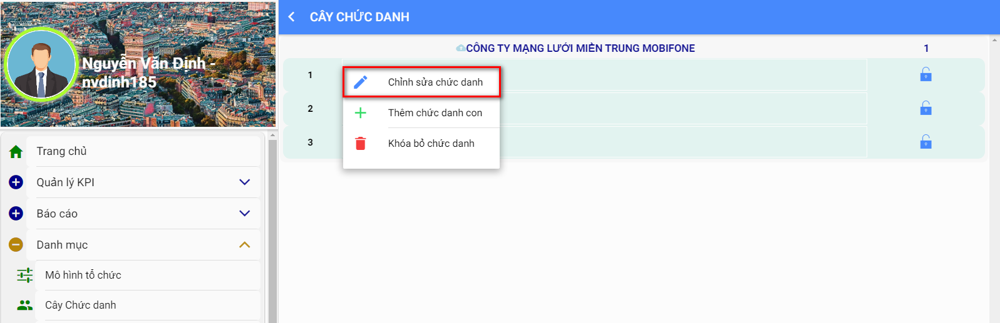 Nguyễn Văn Định -
nvdinh185
Trang chủ
Quản lý KPI
Báo cáo
Danh mục
Mô hình tổ chức
Cây Chức danh
CÂY CHỨC DANH
CÔNG TY MẠNG LƯỚI MIỀN TRUNG MOBIFONE 1
1
2
3
Chỉnh sửa chức danh
Thêm chức danh con
Khóa bỏ chức danh